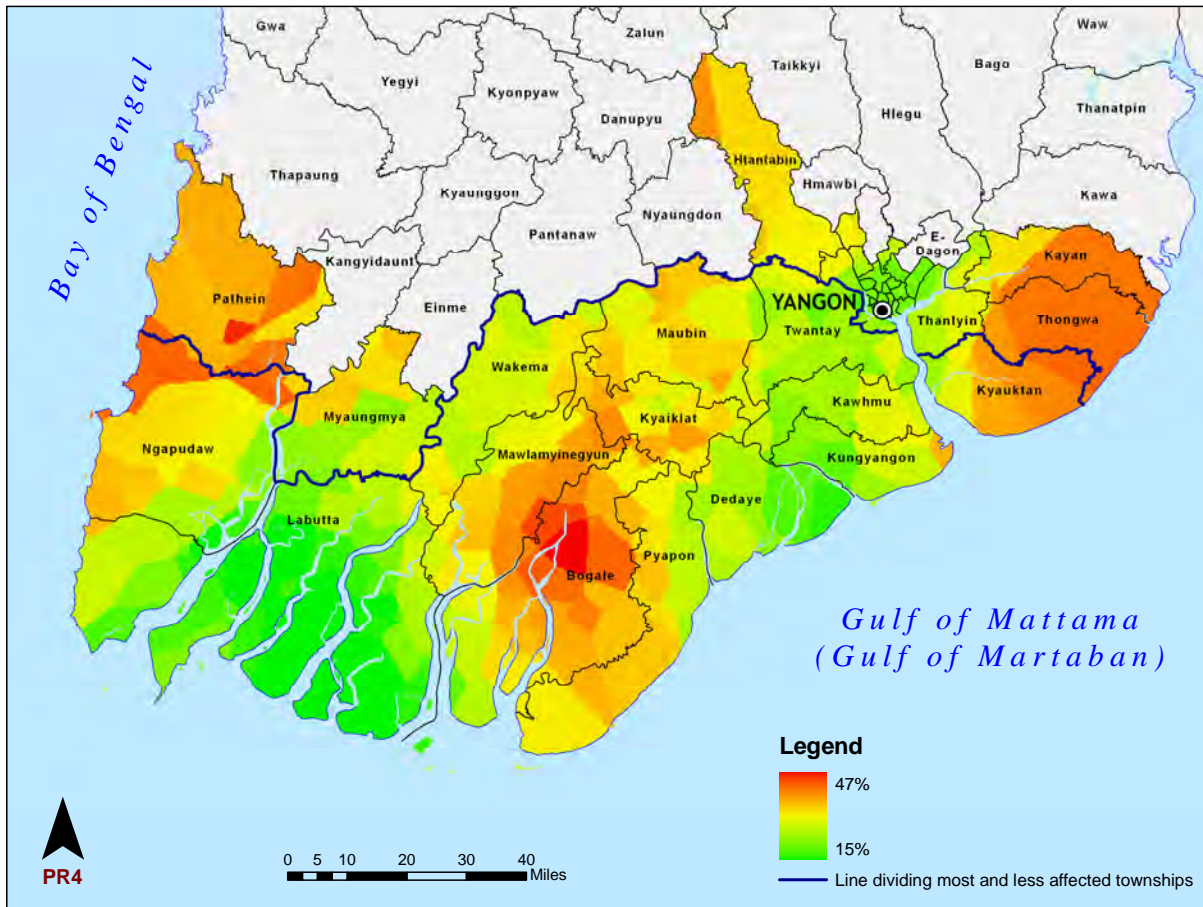 Gwa
Zalun
Waw
Yegyi
Kyonpyaw
Taikkyi
Bago
Danupyu
Hlegu
Thanatpin
Bay of Bengal
Thapaung
Kyaunggon
Htantabin
Hmawbi
Nyaungdon
Kawa
Pantanaw
E-
Dagon
Kangyidaunt
Kayan
Pathein
Einme
YANGON
Thanlyin
Thongwa
Maubin
Twantay
Wakema
Kyauktan
Myaungmya
Kyaiklat
Kawhmu
Ngapudaw
Mawlamyinegyun
Kungyangon
Labutta
Dedaye
Pyapon
Bogale
Gulf of Mattama
(Gulf of Martaban)
Legend
47%
15%
Line dividing most and less affected townships
PR4
0 5 10 20 30 40
Miles